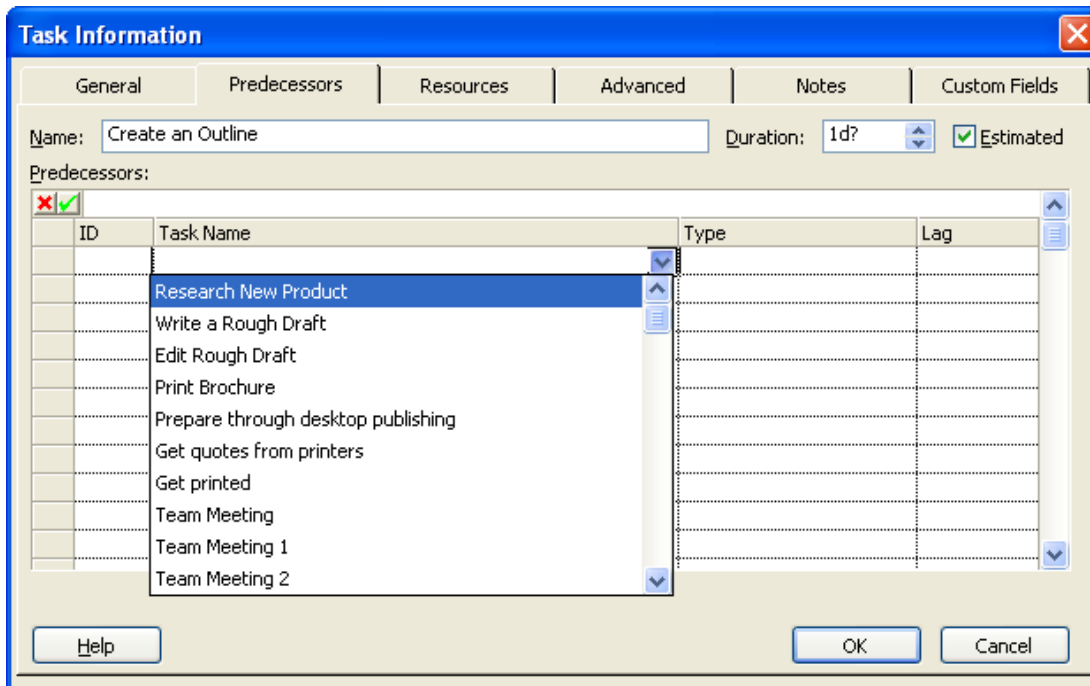 Task Information
General Predecessors Resources Advanced Notes Custom Fields
Name: Create an Outline Duration: 1d? Estimated
Predecessors:
ID Task Name Type Lag
Research New Product
Write a Rough Draft
Edit Rough Draft
Print Brochure
Prepare through desktop publishing
Get quotes from printers
Get printed
Team Meeting
Team Meeting 1
Team Meeting 2
Help OK Cancel